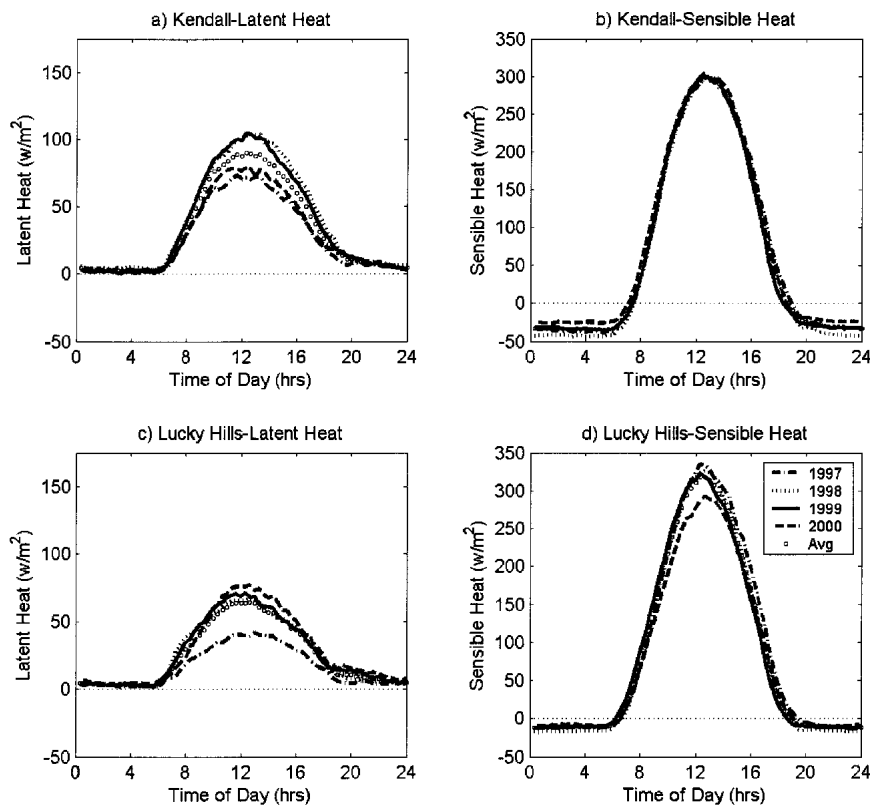 a) Kendall-Latent Heat
150
100
50
0
-50
Latent Heat (w/m²)
0 4 8 12 16 20 24
Time of Day (hrs)
b) Kendall-Sensible Heat
350
300
250
200
150
100
50
0
-50
Sensible Heat (w/m²)
0 4 8 12 16 20 24
Time of Day (hrs)
c) Lucky Hills-Latent Heat
150
100
50
0
-50
Latent Heat (w/m²)
0 4 8 12 16 20 24
Time of Day (hrs)
d) Lucky Hills-Sensible Heat
350
300
250
200
150
100
50
0
-50
Sensible Heat (w/m²)
0 4 8 12 16 20 24
Time of Day (hrs)
1997
1998
1999
2000
Avg